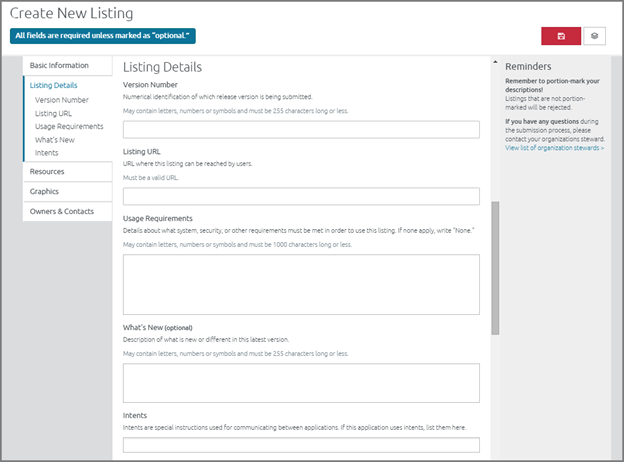 Create New Listing
All fields are required unless marked as "optional."
Basic Information
Listing Details
Version Number
Listing URL
Usage Requirements
What's New
Intents
Resources
Graphics
Owners & Contacts
Listing Details
Version Number
Numerical identification of which release version is being submitted.
May contain letters, numbers or symbols and must be 255 characters long or less.
Listing URL
URL where this listing can be reached by users.
Must be a valid URL.
Usage Requirements
Details about what system, security, or other requirements must be met in order to use this listing. If none apply, write "None."
May contain letters, numbers or symbols and must be 1000 characters long or less.
What's New (optional)
Description of what is new or different in this latest version.
May contain letters, numbers or symbols and must be 255 characters long or less.
Intents
Intents are special instructions used for communicating between applications. If this application uses intents, list them here.
Reminders
Remember to portion-mark your
descriptions!
Listings that are not portion-
marked will be rejected.
If you have any questions during
the submission process, please
contact your organizations steward.
View list of organization stewards »